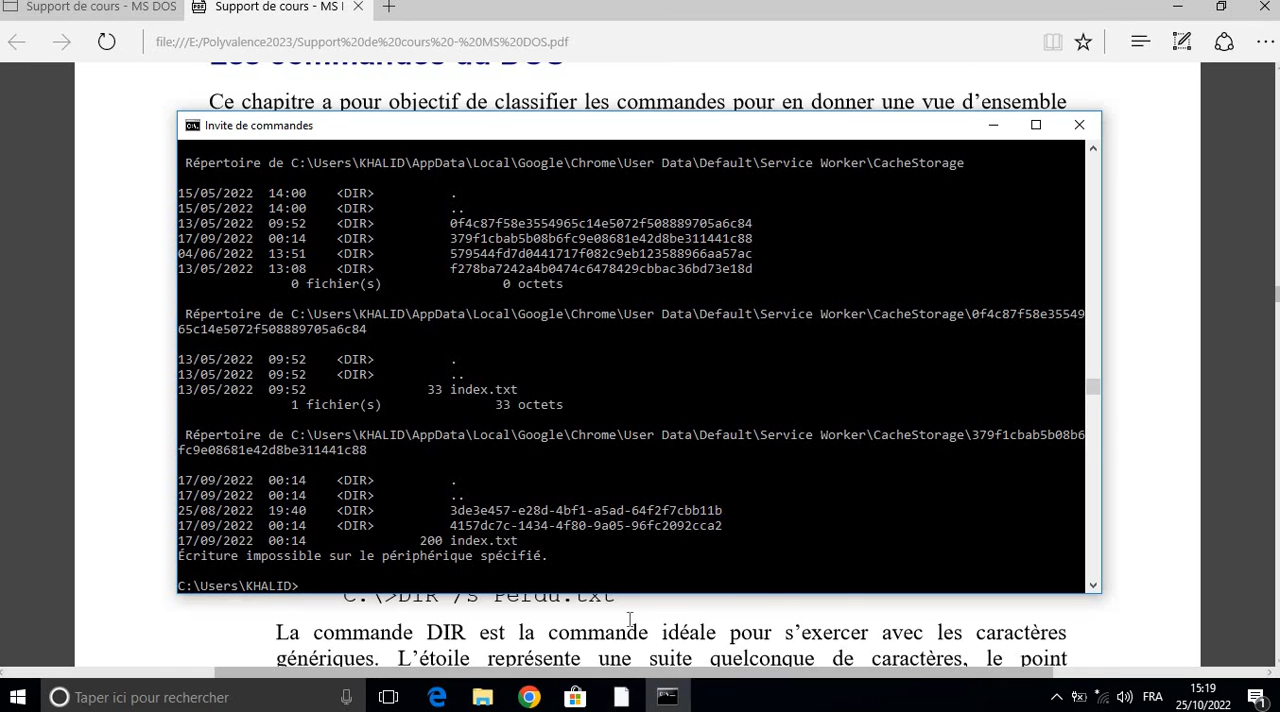 Support de cours - MS DOS
Support de cours - MS I
file:///E:/Polyvalence2023/Support%20de%20cours%20-%20MS%20DOS.pdf
Les commandes du DOS
Ce chapitre a pour objectif de classifier les commandes pour en donner une vue d’ensemble
Invite de commandes
Répertoire de C:\Users\KHALID\AppData\Local\Google\Chrome\User Data\Default\Service Worker\CacheStorage
15/05/2022 14:00 <DIR> .
15/05/2022 14:00 <DIR> ..
13/05/2022 09:52 <DIR> 0f4c87f58e3554965c14e5072f508889705a6c84
17/09/2022 00:14 <DIR> 379f1cbab5b08b6fc9e08681e42d8be311441c88
04/06/2022 13:51 <DIR> 579544fd7d0441717f082c9eb123588966aa57ac
13/05/2022 13:08 <DIR> f278ba7242a4b0474c6478429cbbac36bd73e18d
0 fichier(s) 0 octets
Répertoire de C:\Users\KHALID\AppData\Local\Google\Chrome\User Data\Default\Service Worker\CacheStorage\0f4c87f58e35549
65c14e5072f508889705a6c84
13/05/2022 09:52 <DIR> .
13/05/2022 09:52 <DIR> ..
13/05/2022 09:52 33 index.txt
1 fichier(s) 33 octets
Répertoire de C:\Users\KHALID\AppData\Local\Google\Chrome\User Data\Default\Service Worker\CacheStorage\379f1cbab5b08b6
fc9e08681e42d8be311441c88
17/09/2022 00:14 <DIR> .
17/09/2022 00:14 <DIR> ..
25/08/2022 19:40 <DIR> 3de3e457-e28d-4bf1-a5ad-64f2f7cbb11b
17/09/2022 00:14 <DIR> 4157dc7c-1434-4f80-9a05-96fc2092cca2
17/09/2022 00:14 200 index.txt
Écriture impossible sur le périphérique spécifié.
C:\Users\KHALID>
C:\>DIR /s Perdu.txt
La commande DIR est la commande idéale pour s’exercer avec les caractères
génériques. L’étoile représente une suite quelconque de caractères, le point
Taper ici pour rechercher
FRA
15:19
25/10/2022
1